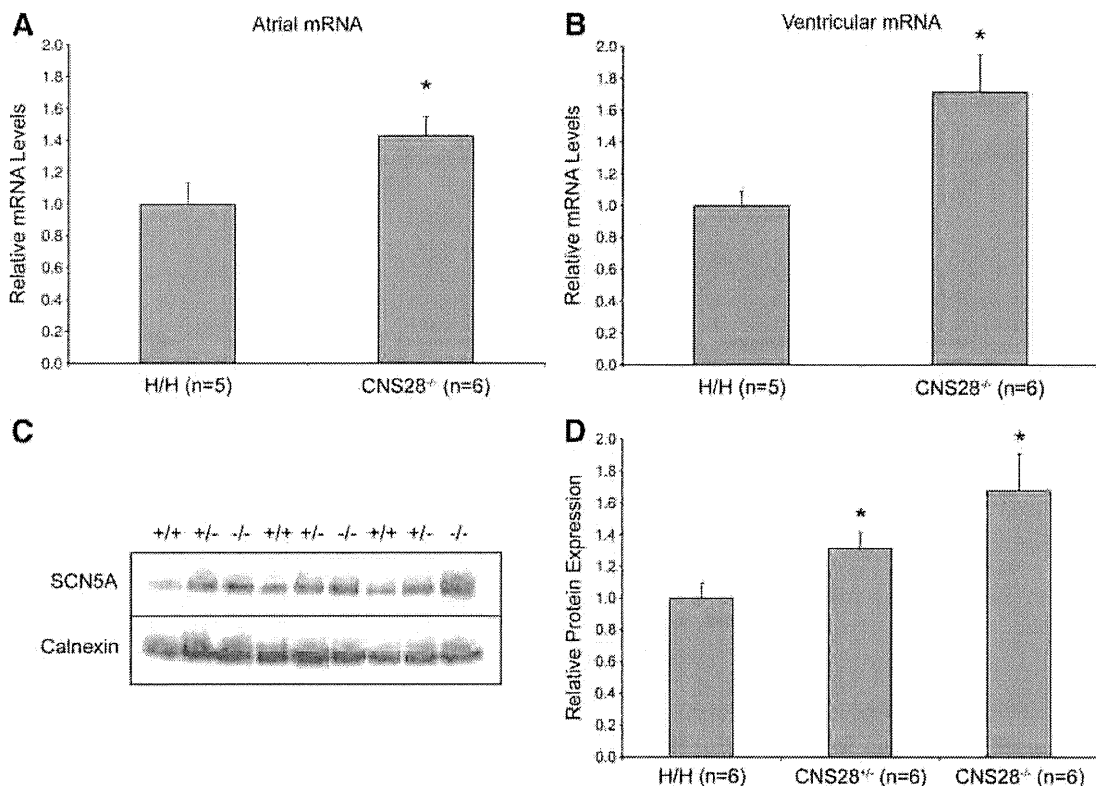 A
Atrial mRNA
*
Relative mRNA Levels
2.0
1.8
1.6
1.4
1.2
1.0
0.8
0.6
0.4
0.2
0.0
H/H (n=5)
CNS28-/- (n=6)
B
Ventricular mRNA
*
Relative mRNA Levels
2.0
1.8
1.6
1.4
1.2
1.0
0.8
0.6
0.4
0.2
0.0
H/H (n=5)
CNS28-/- (n=6)
C
+/+ +/- -/- +/+ +/- -/- +/+ +/- -/-
SCN5A
Calnexin
D
*
*
Relative Protein Expression
2.0
1.8
1.6
1.4
1.2
1.0
0.8
0.6
0.4
0.2
0.0
H/H (n=6)
CNS28+/- (n=6)
CNS28-/- (n=6)